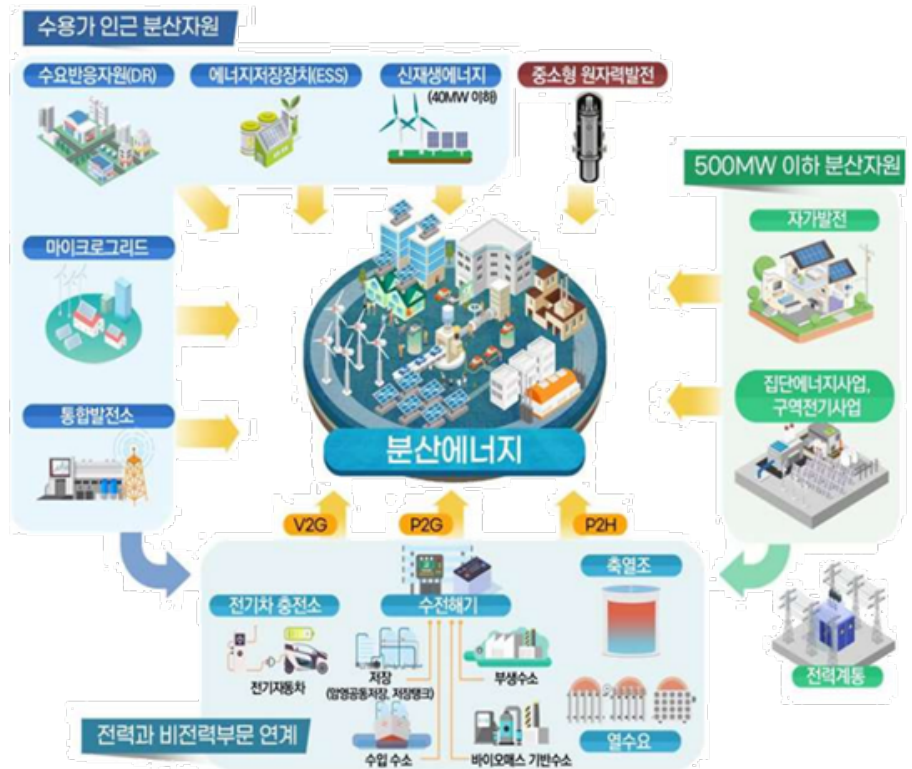 수용가 인근 분산자원
수요반응자원(DR)
에너지저장장치(ESS)
신재생에너지
(40MW 이하)
중소형 원자력발전
500MW 이하 분산자원
자가발전
마이크로그리드
집단에너지사업,
구역전기사업
통합발전소
분산에너지
V2G
P2G
P2H
축열조
전기차 충전소
수전해기
전기자동차
저장
(암염공동저장, 저장탱크)
부생수소
전력계통
전력과 비전력부문 연계
수입 수소
바이오매스 기반수소
열수요